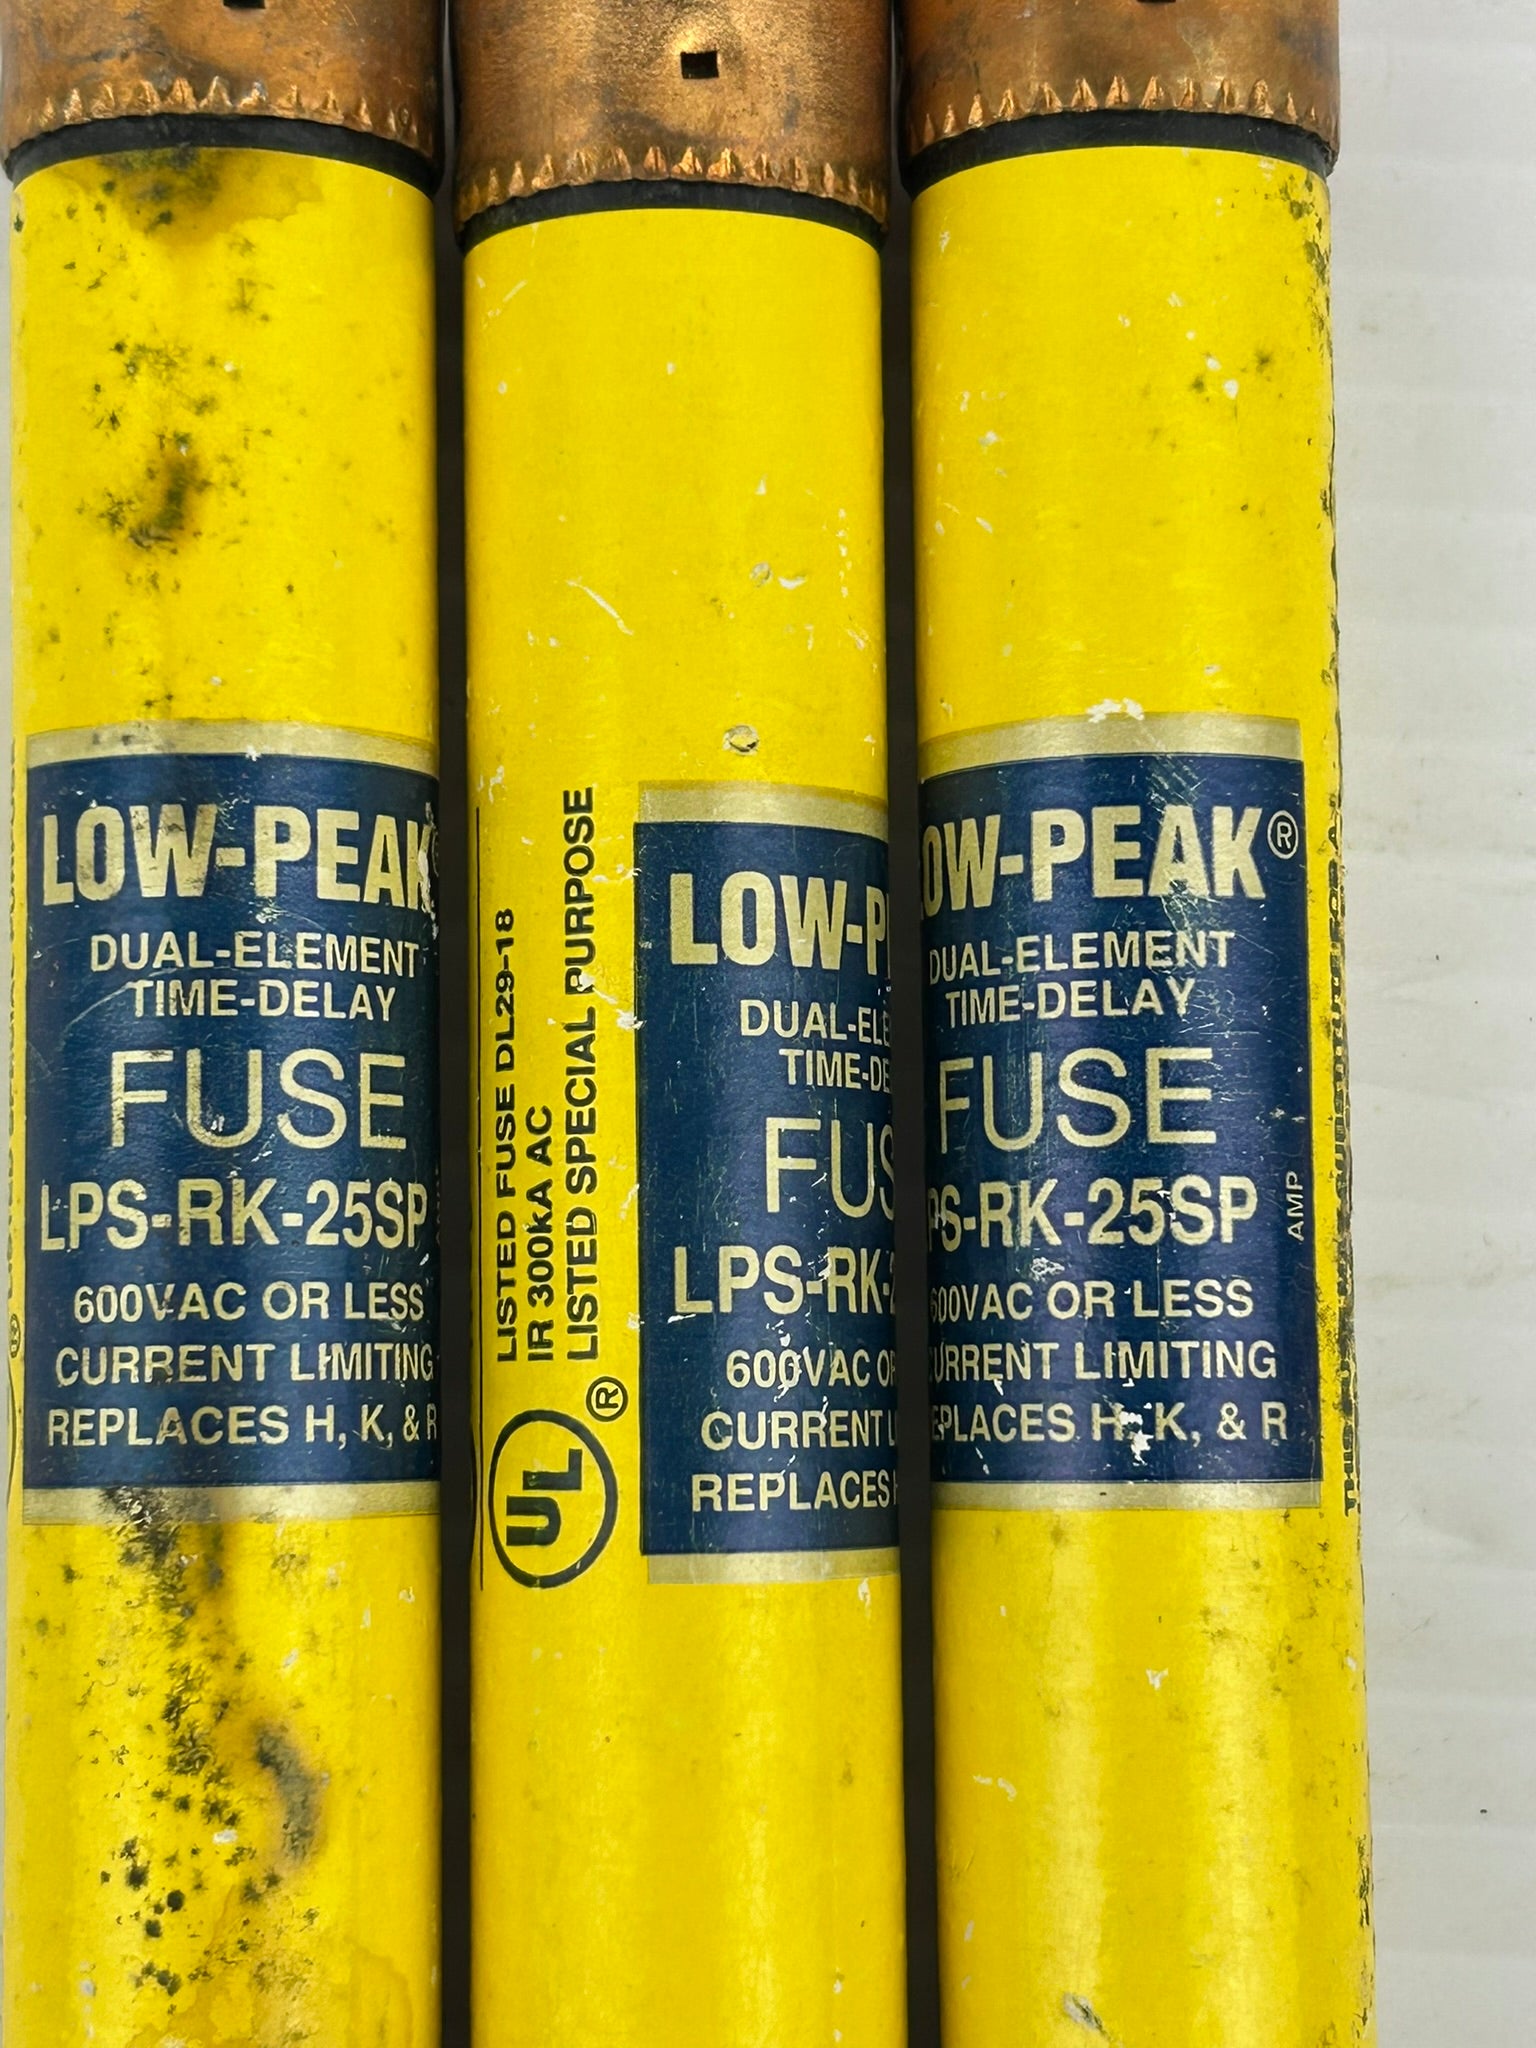 LOW-PEAK
DUAL-ELEMENT
TIME-DELAY
FUSE
LPS-RK-25SP
600VAC OR LESS
CURRENT LIMITING
REPLACES H, K, & R
LISTED FUSE DL29-18
IR 300kA AC
LISTED SPECIAL PURPOSE
UL®
LOW-P
DUAL-ELE
TIME-DE
FUS
LPS-RK-
600VAC OR
CURRENT
REPLACES
OW-PEAK®
DUAL-ELEMENT
TIME-DELAY
FUSE
PS-RK-25SP
AMP
600VAC OR LESS
CURRENT LIMITING
EPLACES H, K, & R